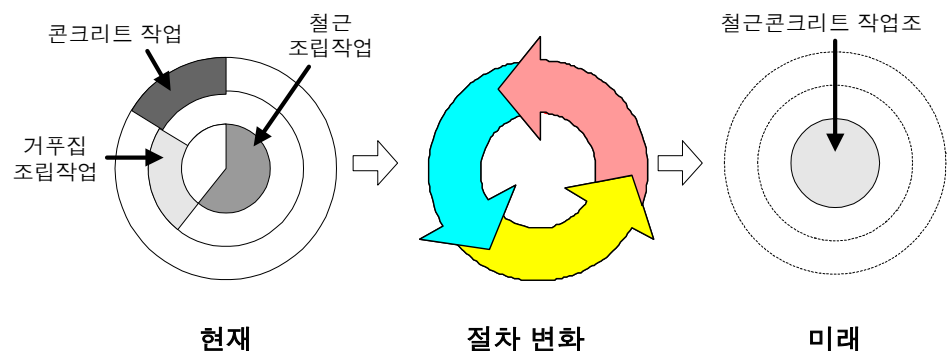 콘크리트 작업
철근
조립작업
거푸집
조립작업
철근콘크리트 작업조
현재
절차 변화
미래